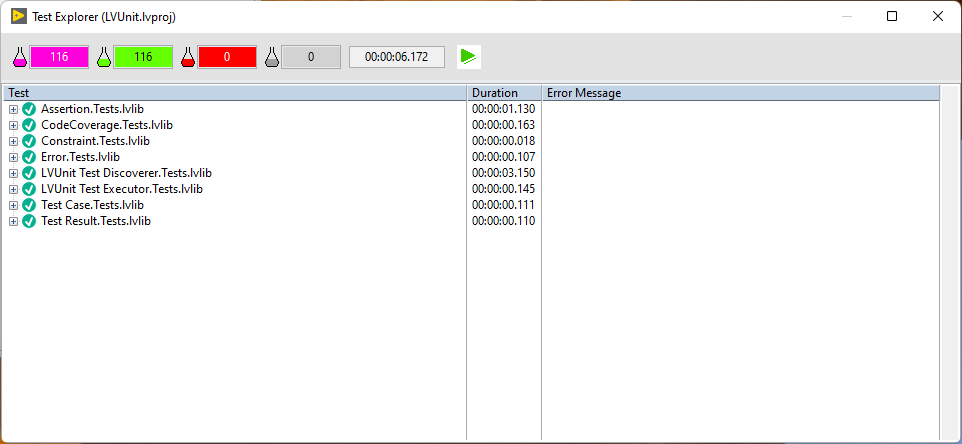 Test Explorer (LVUnit.lvproj)
116 116 0 0 00:00:06.172
Test Duration Error Message
Assertion.Tests.lvlib 00:00:01.130
CodeCoverage.Tests.lvlib 00:00:00.163
Constraint.Tests.lvlib 00:00:00.018
Error.Tests.lvlib 00:00:00.107
LVUnit Test Discoverer.Tests.lvlib 00:00:03.150
LVUnit Test Executor.Tests.lvlib 00:00:00.145
Test Case.Tests.lvlib 00:00:00.111
Test Result.Tests.lvlib 00:00:00.110